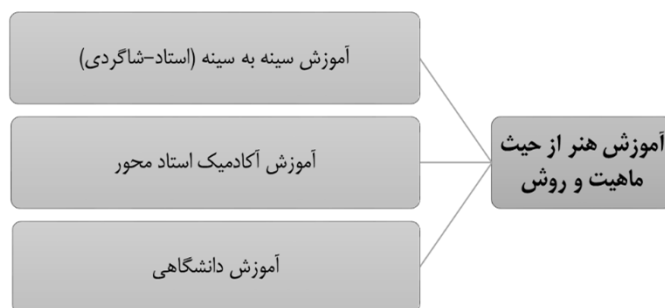 آموزش هنر از حیث
ماهیت و روش
آموزش سینه به سینه (استاد-شاگردی)
آموزش آکادمیک استاد محور
آموزش دانشگاهی